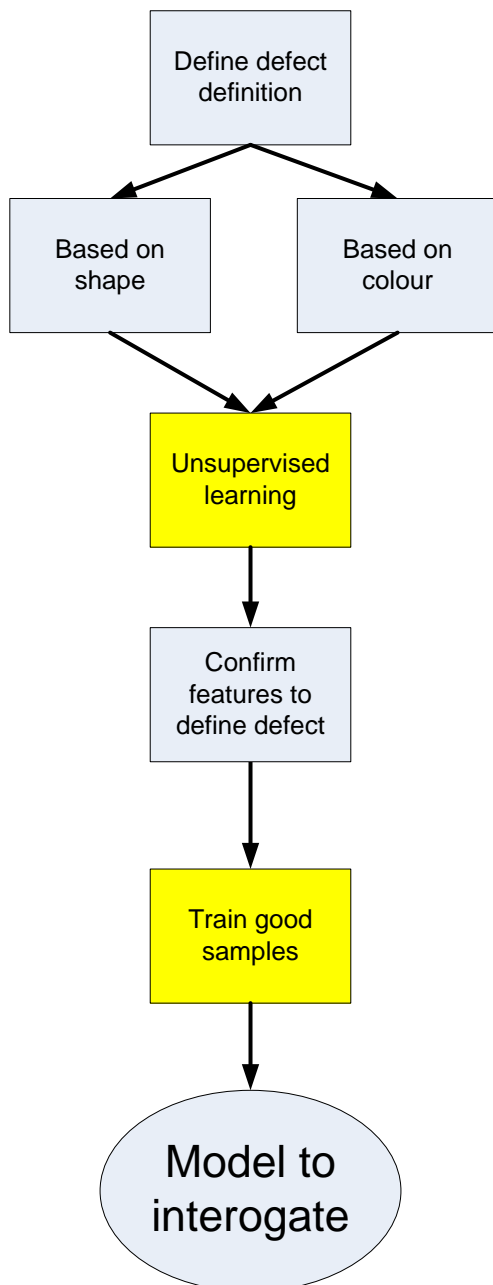 Define defect
definition
Based on
shape
Based on
colour
Unsupervised
learning
Confirm
features to
define defect
Train good
samples
Model to
interogate